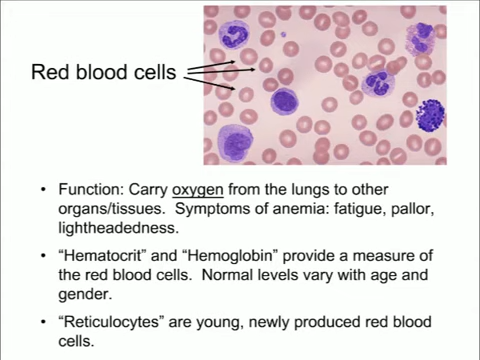 Red blood cells
• Function: Carry oxygen from the lungs to other
organs/tissues. Symptoms of anemia: fatigue, pallor,
lightheadedness.
• “Hematocrit” and “Hemoglobin” provide a measure of
the red blood cells. Normal levels vary with age and
gender.
• “Reticulocytes” are young, newly produced red blood
cells.